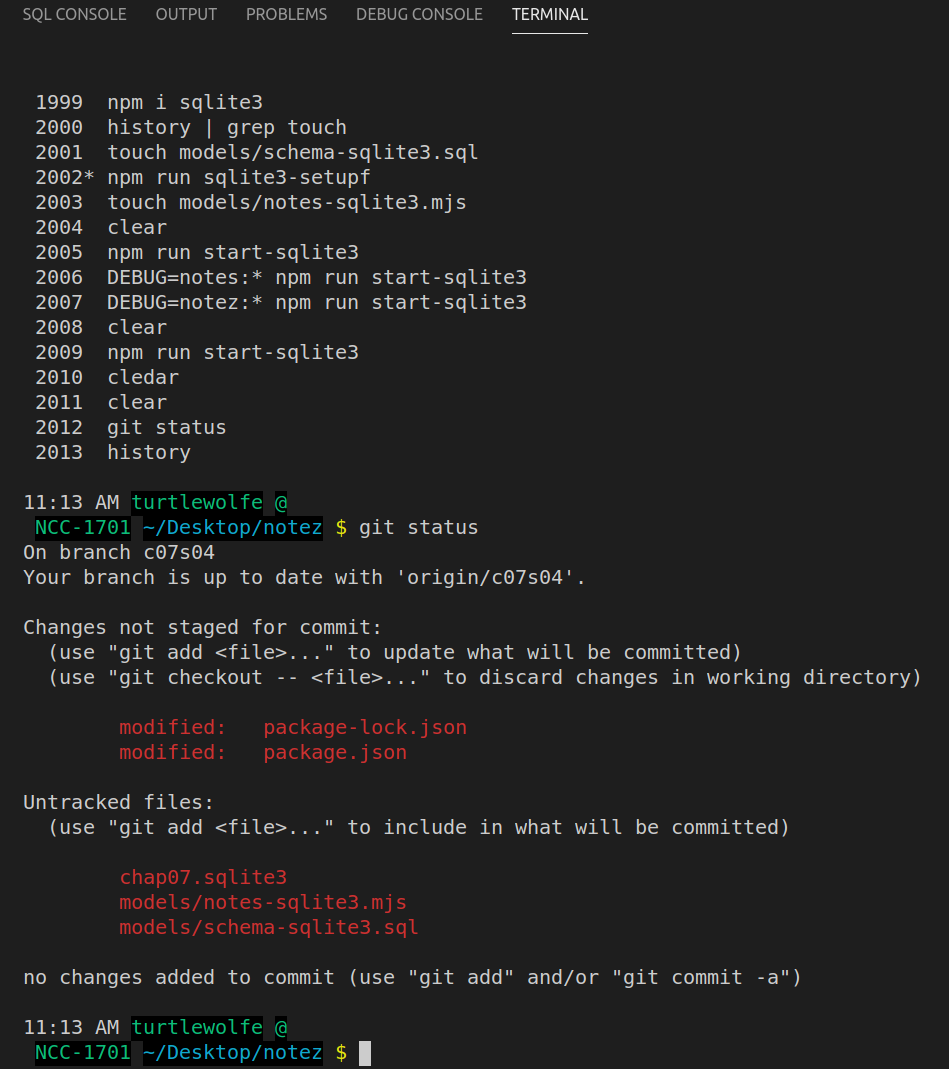 SQL CONSOLE OUTPUT PROBLEMS DEBUG CONSOLE TERMINAL
1999 npm i sqlite3
2000 history | grep touch
2001 touch models/schema-sqlite3.sql
2002* npm run sqlite3-setupf
2003 touch models/notes-sqlite3.mjs
2004 clear
2005 npm run start-sqlite3
2006 DEBUG=notes:* npm run start-sqlite3
2007 DEBUG=notez:* npm run start-sqlite3
2008 clear
2009 npm run start-sqlite3
2010 cledar
2011 clear
2012 git status
2013 history
11:13 AM turtlewolfe @
NCC-1701 ~/Desktop/notez $ git status
On branch c07s04
Your branch is up to date with 'origin/c07s04'.
Changes not staged for commit:
(use "git add <file>..." to update what will be committed)
(use "git checkout -- <file>..." to discard changes in working directory)
modified: package-lock.json
modified: package.json
Untracked files:
(use "git add <file>..." to include in what will be committed)
chap07.sqlite3
models/notes-sqlite3.mjs
models/schema-sqlite3.sql
no changes added to commit (use "git add" and/or "git commit -a")
11:13 AM turtlewolfe @
NCC-1701 ~/Desktop/notez $